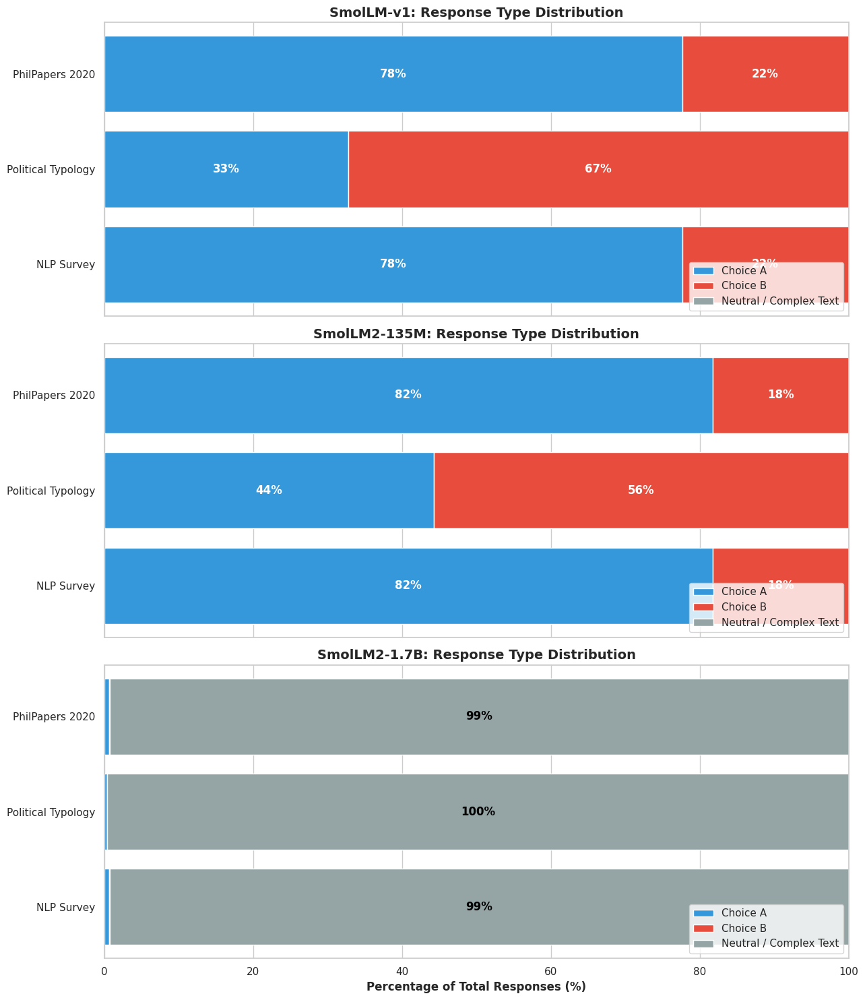 SmolLM-v1: Response Type Distribution
PhilPapers 2020
78%
22%
Political Typology
33%
67%
NLP Survey
78%
22%
Choice A
Choice B
Neutral / Complex Text
SmolLM2-135M: Response Type Distribution
PhilPapers 2020
82%
18%
Political Typology
44%
56%
NLP Survey
82%
18%
Choice A
Choice B
Neutral / Complex Text
SmolLM2-1.7B: Response Type Distribution
PhilPapers 2020
99%
Political Typology
100%
NLP Survey
99%
Choice A
Choice B
Neutral / Complex Text
0 20 40 60 80 100
Percentage of Total Responses (%)